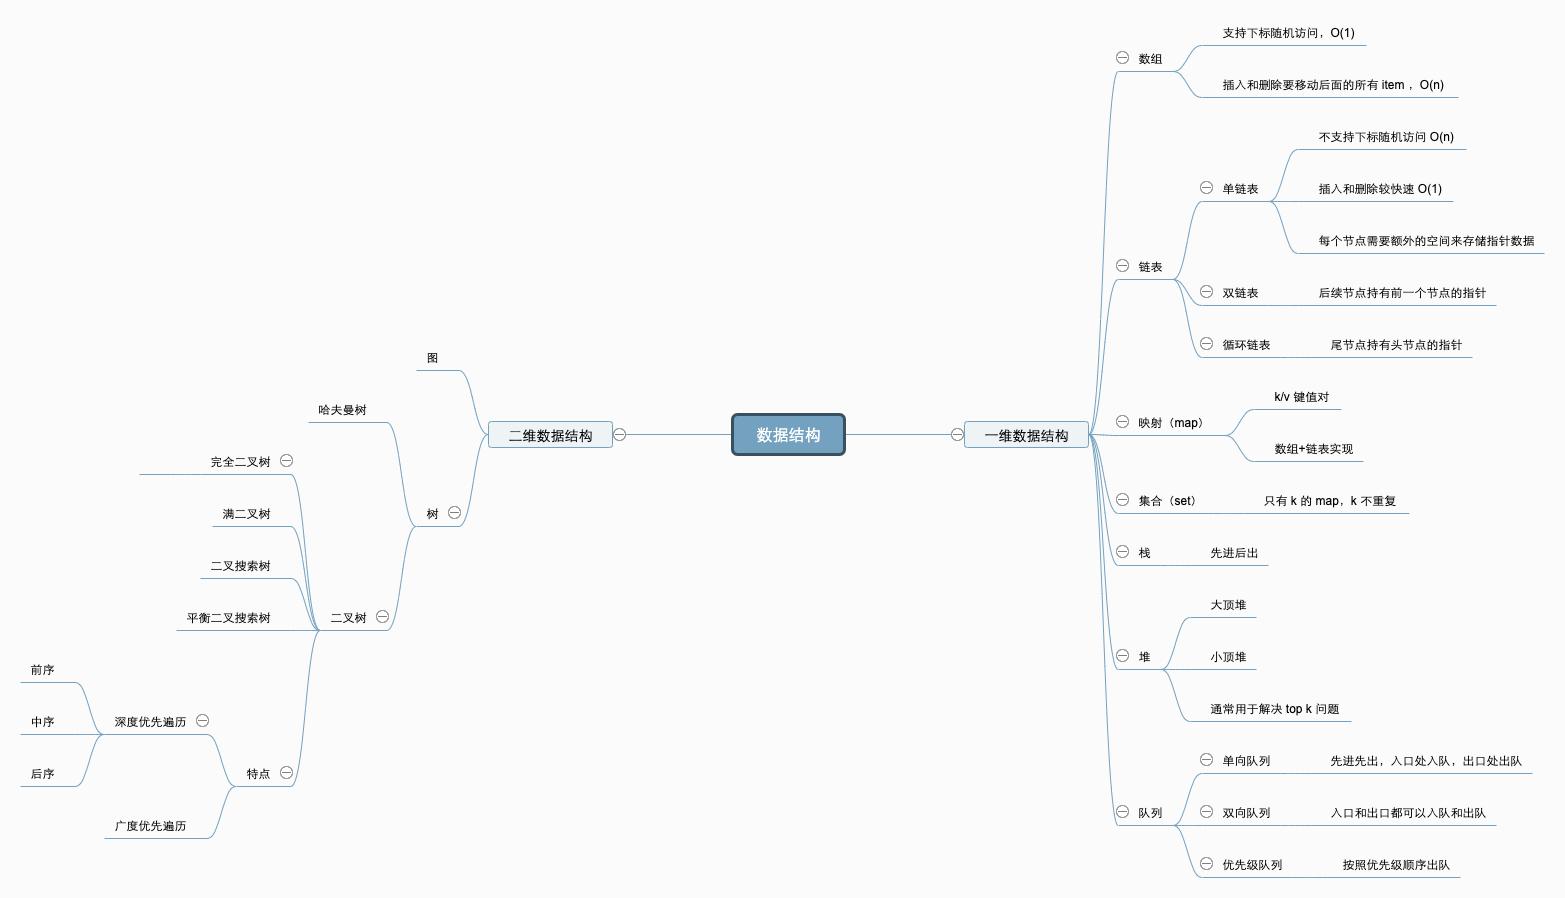 数据结构
一维数据结构
数组
支持下标随机访问，O(1)
插入和删除要移动后面的所有 item ，O(n)
链表
单链表
不支持下标随机访问 O(n)
插入和删除较快速 O(1)
每个节点需要额外的空间来存储指针数据
双链表
后续节点持有前一个节点的指针
循环链表
尾节点持有头节点的指针
映射（map）
k/v 键值对
数组+链表实现
集合（set）
只有 k 的 map，k 不重复
栈
先进后出
堆
大顶堆
小顶堆
通常用于解决 top k 问题
队列
单向队列
先进先出，入口处入队，出口处出队
双向队列
入口和出口都可以入队和出队
优先级队列
按照优先级顺序出队
二维数据结构
图
树
哈夫曼树
二叉树
完全二叉树
满二叉树
二叉搜索树
平衡二叉搜索树
特点
深度优先遍历
前序
中序
后序
广度优先遍历